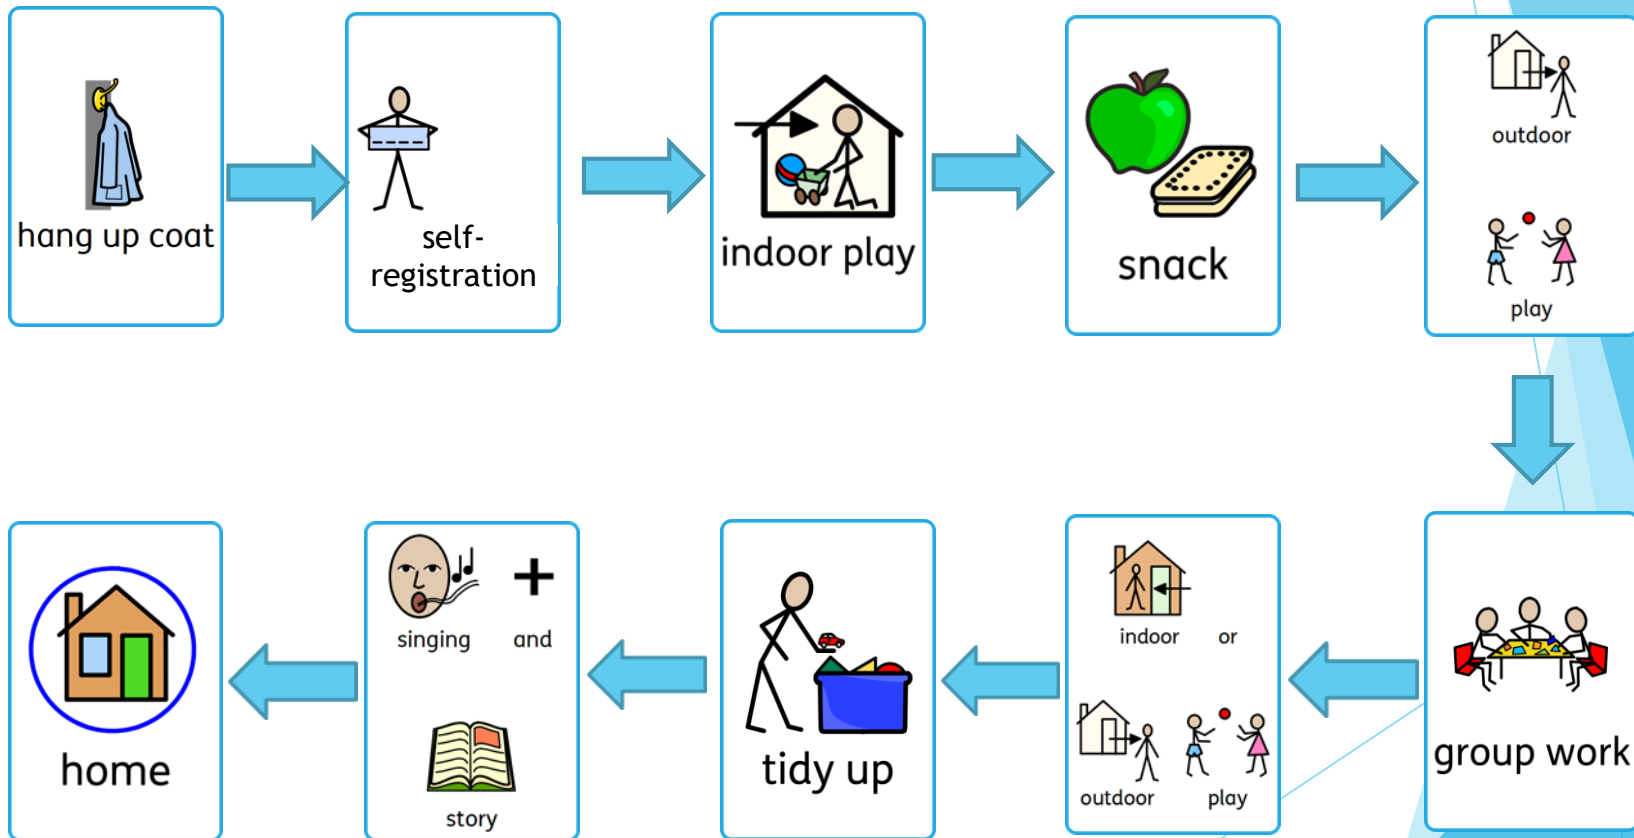 hang up coat
self-
registration
indoor play
snack
outdoor
play
group work
indoor or
outdoor play
tidy up
singing and
story
home